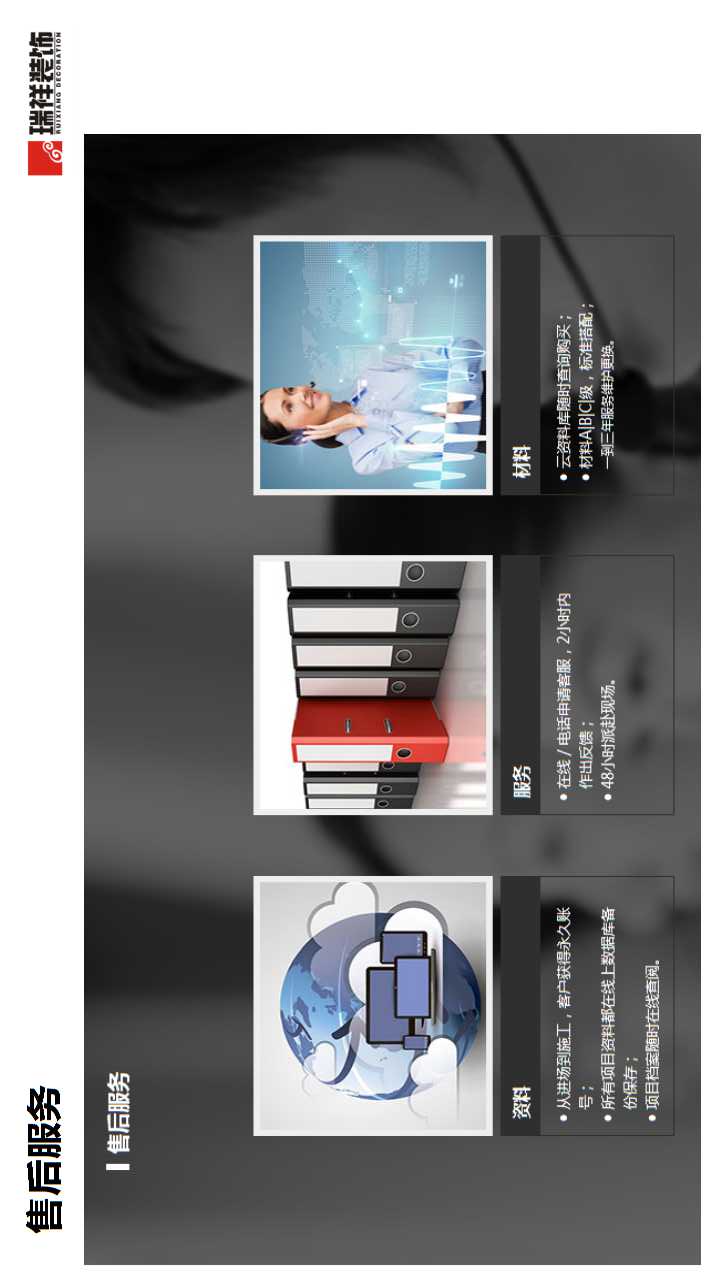 售后服务
瑞祥装饰
RUIXIANG DECORATION
售后服务
资料
● 从进场到施工，客户获得永久账
号；
● 所有项目资料都在线上数据库备
份保存；
● 项目档案随时在线查阅。
服务
● 在线 / 电话申请客服，2小时内
作出反馈；
● 48小时派赴现场。
材料
● 云资料库随时查询购买；
● 材料A|B|C|级，标准搭配；
一到三年服务维护更换。